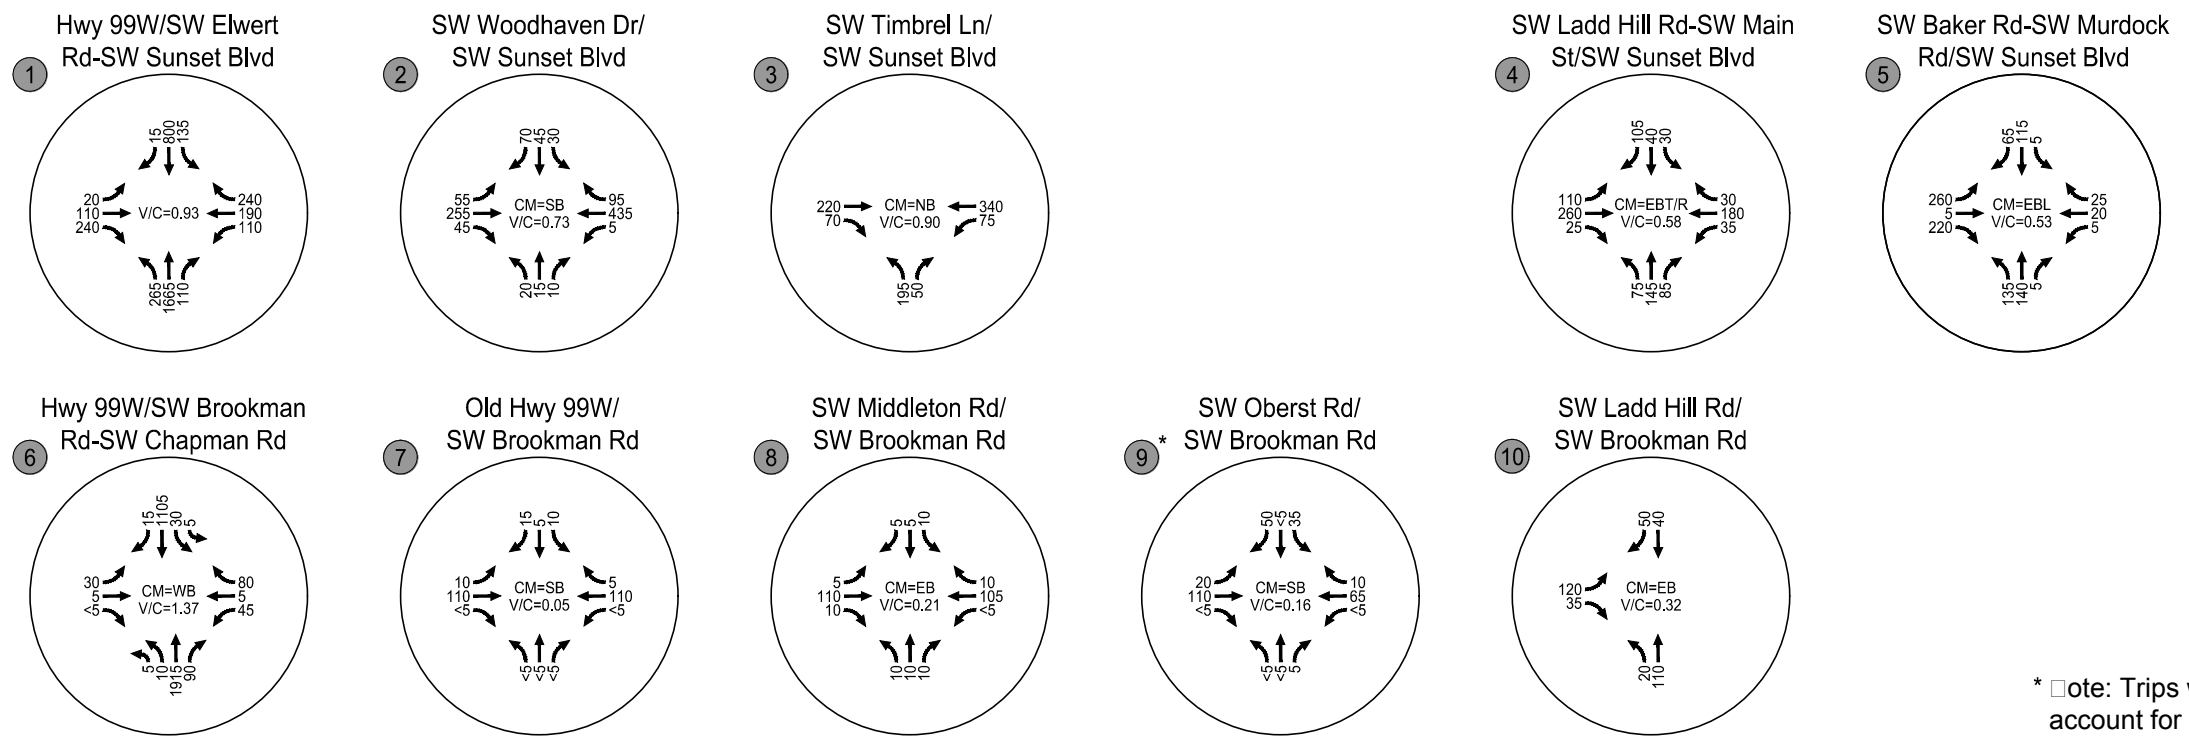 Hwy 99W/SW Elwert
Rd-SW Sunset Blvd
1
15
800
135
20
110
240
V/C=0.93
240
190
110
265
1665
110
SW Woodhaven Dr/
SW Sunset Blvd
2
70
45
30
55
255
45
CM=SB
V/C=0.73
95
435
5
20
15
10
SW Timbrel Ln/
SW Sunset Blvd
3
220
70
CM=NB
V/C=0.90
340
75
195
50
SW Ladd Hill Rd-SW Main
St/SW Sunset Blvd
4
105
40
30
110
260
25
CM=EBT/R
V/C=0.58
30
180
35
75
145
85
SW Baker Rd-SW Murdock
Rd/SW Sunset Blvd
5
65
115
5
260
5
220
CM=EBL
V/C=0.53
25
20
5
135
140
5
Hwy 99W/SW Brookman
Rd-SW Chapman Rd
6
15
1105
30
5
30
5
<5
CM=WB
V/C=1.37
80
5
45
5
10
1915
90
Old Hwy 99W/
SW Brookman Rd
7
15
5
10
10
110
<5
CM=SB
V/C=0.05
5
110
<5
<5
<5
<5
SW Middleton Rd/
SW Brookman Rd
8
5
5
10
5
110
10
CM=EB
V/C=0.21
10
105
<5
10
10
10
SW Oberst Rd/
SW Brookman Rd
9 *
50
<5
35
20
110
<5
CM=SB
V/C=0.16
10
65
<5
<5
<5
5
SW Ladd Hill Rd/
SW Brookman Rd
10
50
40
120
35
CM=EB
V/C=0.32
20
110
* □ote: Trips
account for